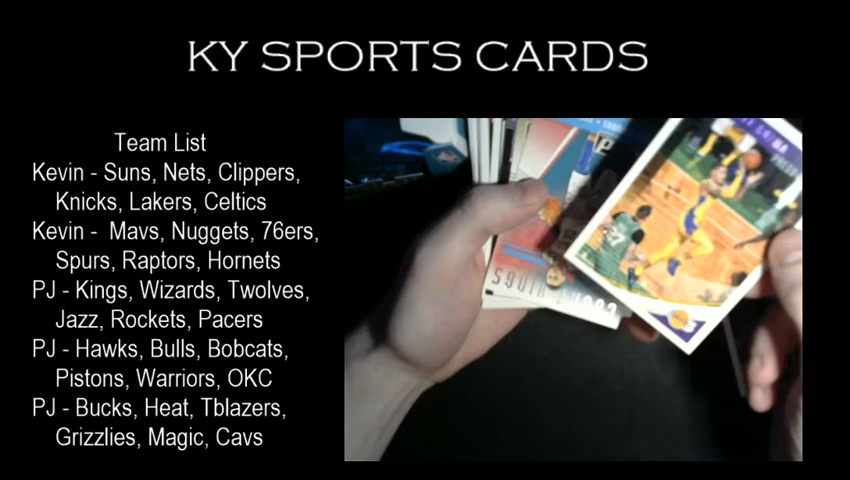 KY SPORTS CARDS
Team List
Kevin - Suns, Nets, Clippers,
Knicks, Lakers, Celtics
Kevin - Mavs, Nuggets, 76ers,
Spurs, Raptors, Hornets
PJ - Kings, Wizards, Twolves,
Jazz, Rockets, Pacers
PJ - Hawks, Bulls, Bobcats,
Pistons, Warriors, OKC
PJ - Bucks, Heat, Tblazers,
Grizzlies, Magic, Cavs